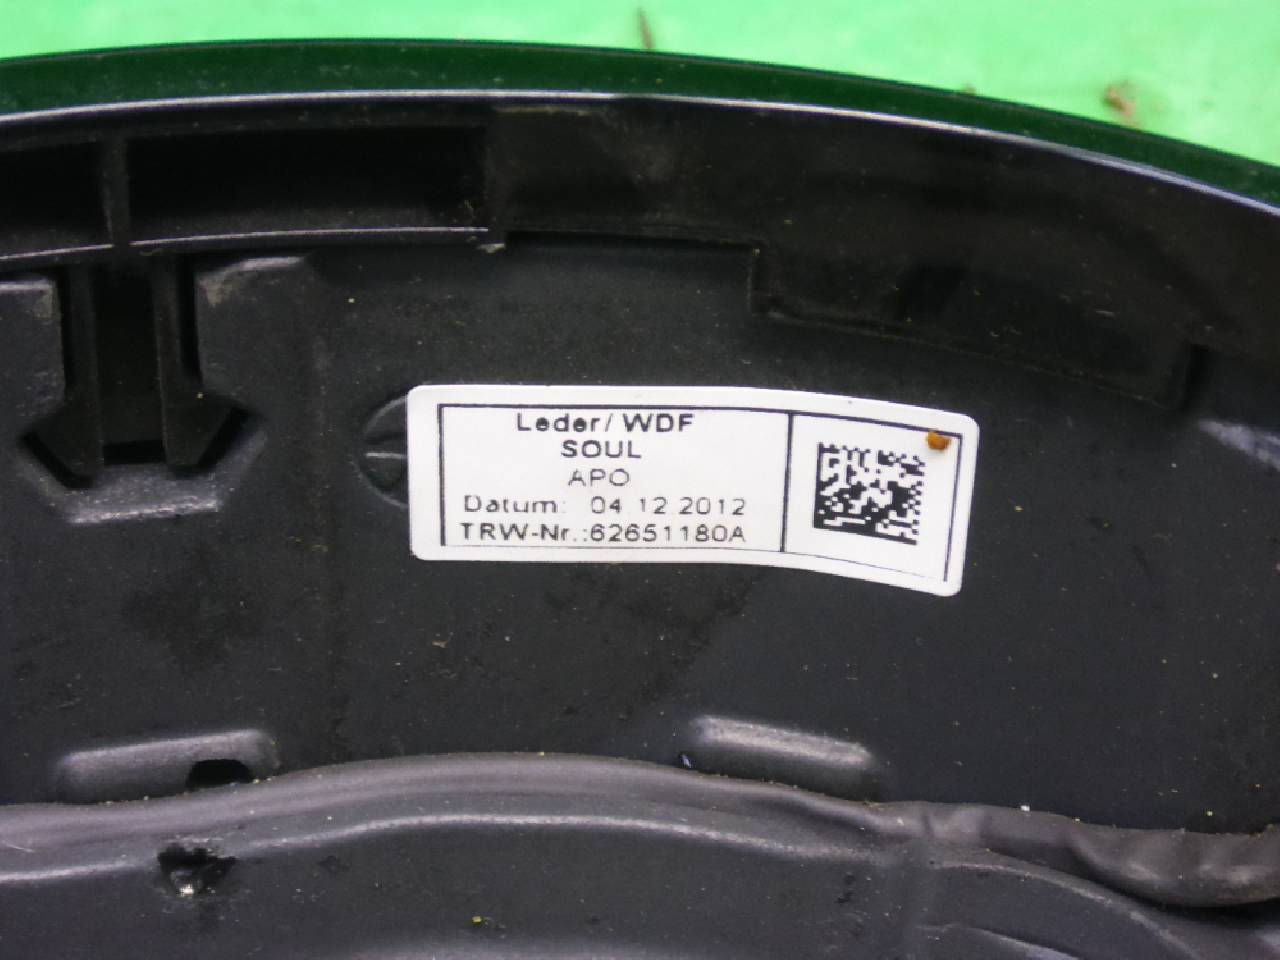 Leder/ WDF
SOUL
APO
Datum: 04.12.2012
TRW-Nr.:62651180A